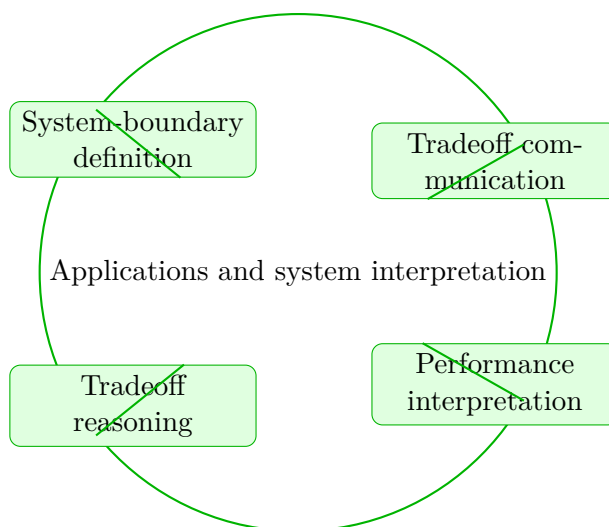 System-boundary
definition
Tradeoff com-
munication
Applications and system interpretation
Tradeoff
reasoning
Performance
interpretation